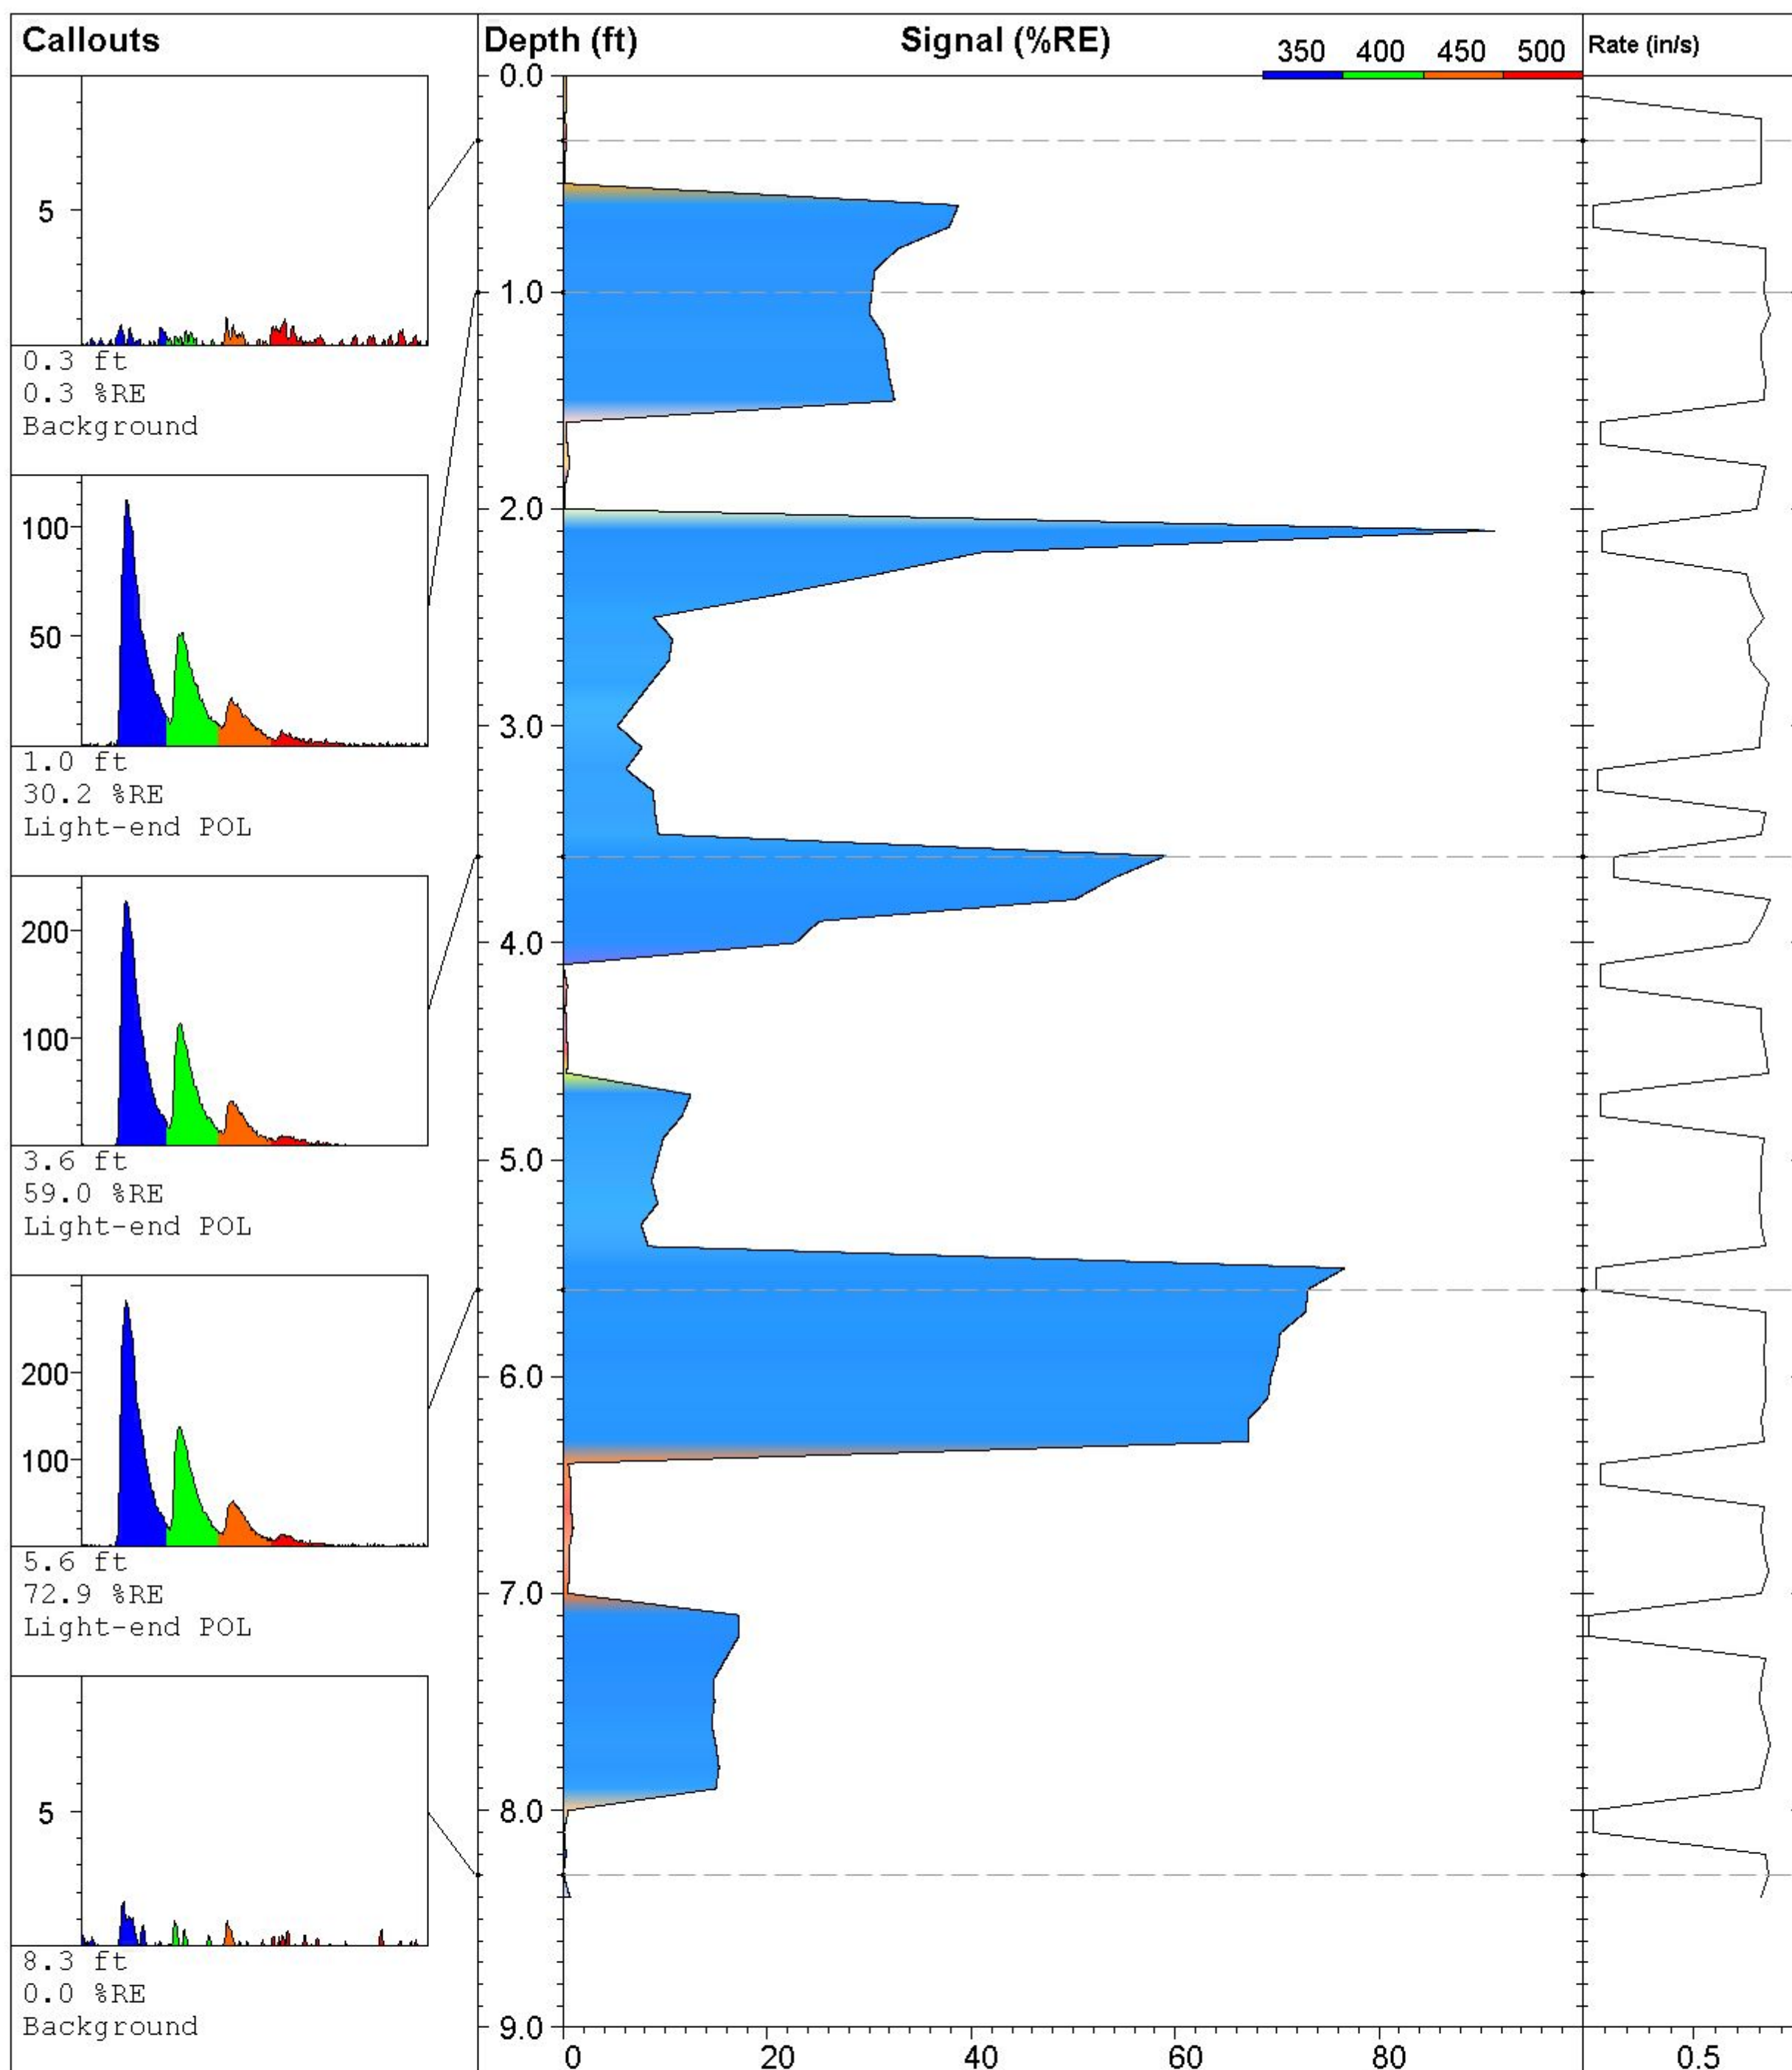 Callouts
Depth (ft)
Signal (%RE)
350 400 450 500
Rate (in/s)
5
0.3 ft
0.3 %RE
Background
100
50
1.0 ft
30.2 %RE
Light-end POL
200
100
3.6 ft
59.0 %RE
Light-end POL
200
100
5.6 ft
72.9 %RE
Light-end POL
5
8.3 ft
0.0 %RE
Background
0.0
1.0
2.0
3.0
4.0
5.0
6.0
7.0
8.0
9.0
0 20 40 60 80
0.5